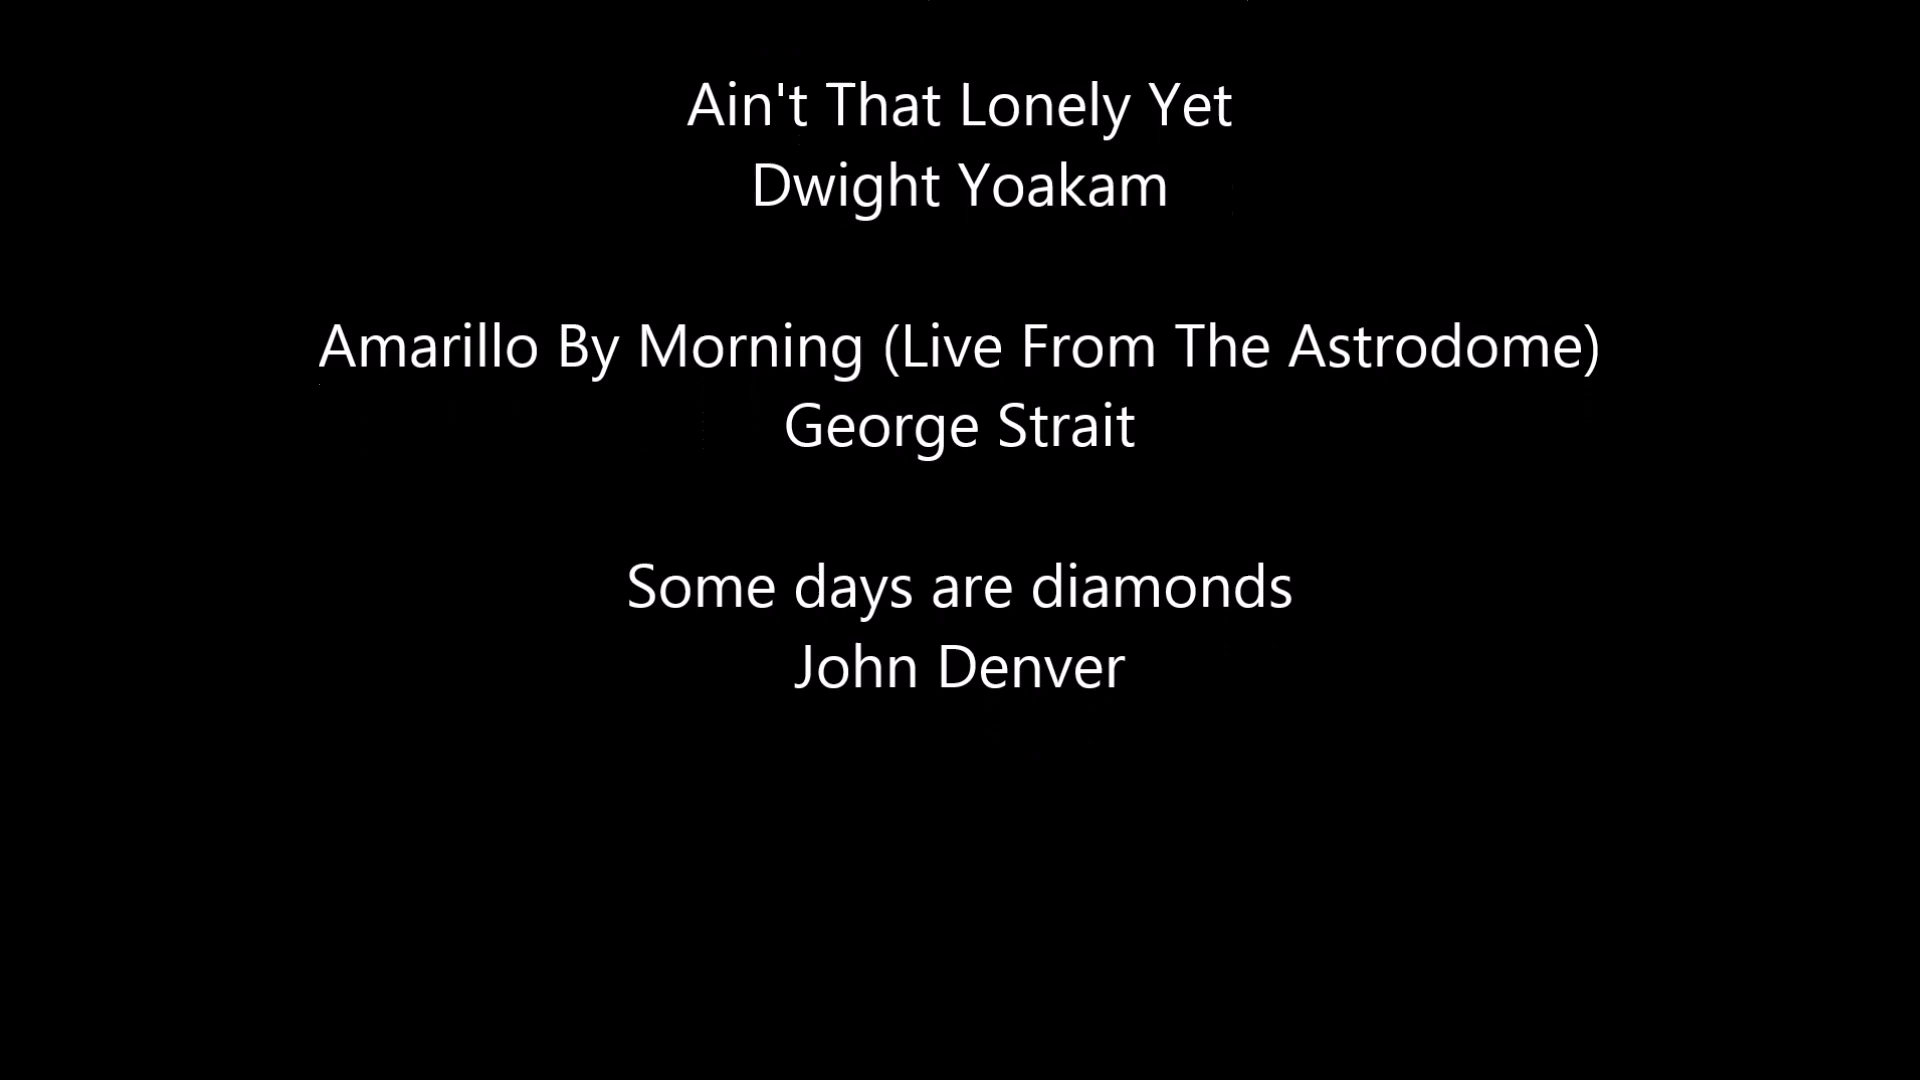 Ain't That Lonely Yet
Dwight Yoakam
Amarillo By Morning (Live From The Astrodome)
George Strait
Some days are diamonds
John Denver